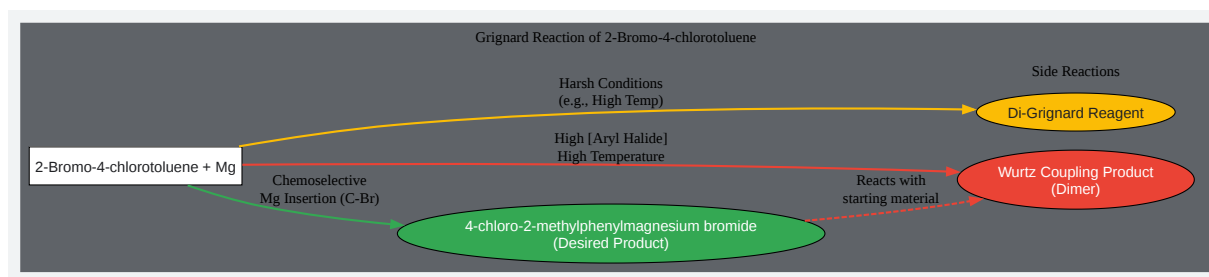 Grignard Reaction of 2-Bromo-4-chlorotoluene
Side Reactions
Harsh Conditions
(e.g., High Temp)
Di-Grignard Reagent
High [Aryl Halide]
High Temperature
2-Bromo-4-chlorotoluene + Mg
Wurtz Coupling Product
(Dimer)
Chemoselective
Mg Insertion (C-Br)
Reacts with
starting material
4-chloro-2-methylphenylmagnesium bromide
(Desired Product)